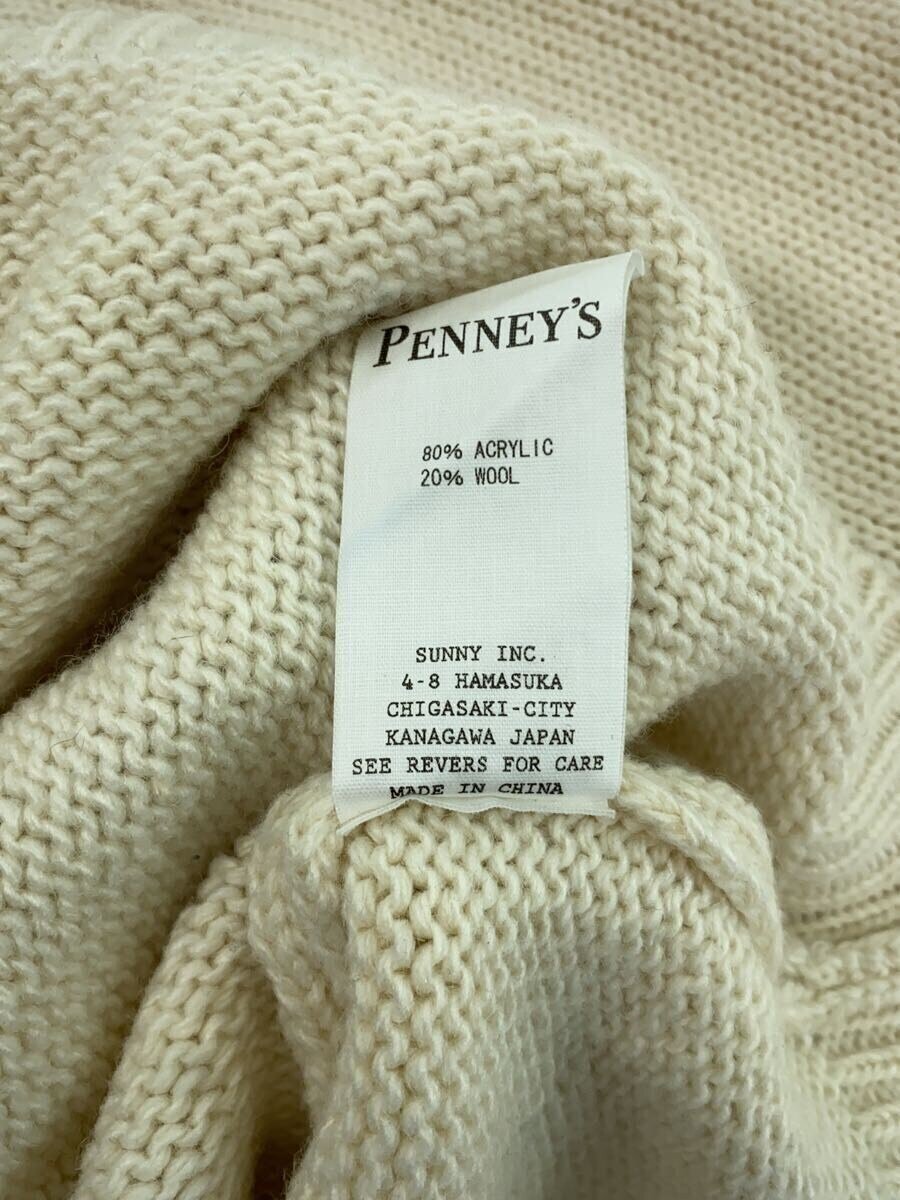 PENNEY'S
80% ACRYLIC
20% WOOL
SUNNY INC.
4-8 HAMASUKA
CHIGASAKI-CITY
KANAGAWA JAPAN
SEE REVERS FOR CARE
MADE IN CHINA